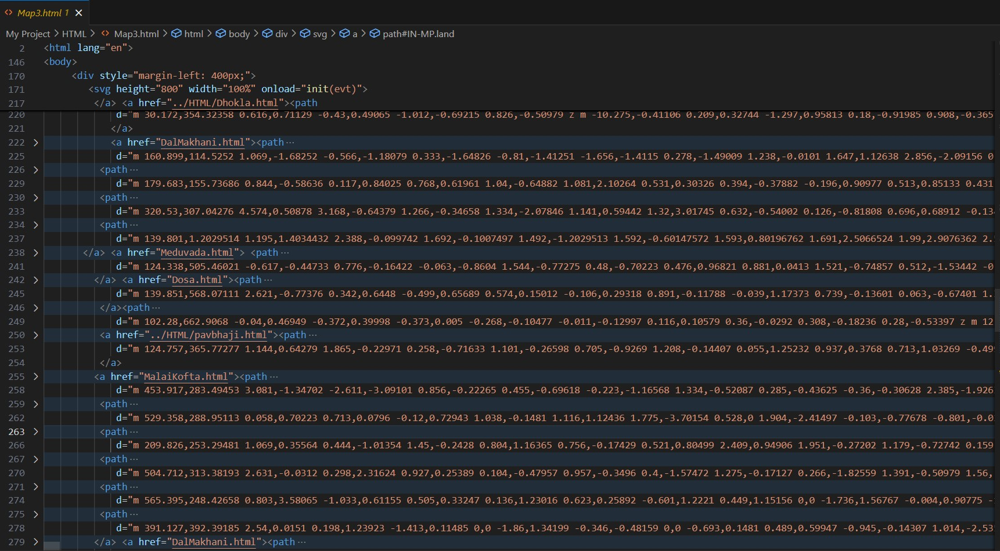 Map3.html 1
My Project > HTML > Map3.html > html > body > div > svg > a > path#IN-MP.land
2 <html lang="en">
146 <body>
170 <div style="margin-left: 400px;">
171 <svg height="800" width="100%" onload="init(evt)">
217 </a> <a href="../HTML/Dhokla.html"><path
220 d="m 30.172,354.32358 0.616,0.71129 -0.43,0.49065 -1.012,-0.69215 0.826,-0.50979 z m -10.275,-0.41106 0.209,0.32744 -1.297,0.95813 0.18,-0.91985 0.908,-0.365
221 </a>
222 <a href="DalMakhani.html"><path ···
225 d="m 160.899,114.5252 1.069,-1.68252 -0.566,-1.18079 0.333,-1.64826 -0.81,-1.41251 -1.656,-1.4115 0.278,-1.49009 1.238,-0.0101 1.647,1.12638 2.856,-2.09156 0
226 <path ···
229 d="m 179.683,155.73686 0.844,-0.58636 0.117,0.84025 0.768,0.61961 1.04,-0.64882 1.081,2.10264 0.531,0.30326 0.394,-0.37882 -0.196,0.90977 0.513,0.85133 0.431
230 <path ···
233 d="m 320.53,307.04276 4.574,0.50878 3.168,-0.64379 1.266,-0.34658 1.334,-2.07846 1.141,0.59442 1.32,3.01745 0.632,-0.54002 0.126,-0.81808 0.696,0.68912 -0.134
234 <path ···
237 d="m 139.801,1.2029514 1.195,1.4034432 2.388,-0.099742 1.692,-0.1007497 1.492,-1.2029513 1.592,-0.60147572 1.593,0.80196762 1.691,2.5066524 1.99,2.9076362 2.
238 </a> <a href="Meduvada.html"> <path ···
241 d="m 124.338,505.46021 -0.617,-0.44733 0.776,-0.16422 -0.063,-0.8604 1.544,-0.77275 0.48,-0.70223 0.476,0.96821 0.881,0.0413 1.521,-0.74857 0.512,-1.53442 -0
242 </a> <a href="Dosa.html"><path ···
245 d="m 139.851,568.07111 2.621,-0.77376 0.342,0.6448 -0.499,0.65689 0.574,0.15012 -0.106,0.29318 0.891,-0.11788 -0.039,1.17373 0.739,-0.13601 0.063,-0.67401 1.
246 </a><path ···
249 d="m 102.28,662.9068 -0.04,0.46949 -0.372,0.39998 -0.373,0.005 -0.268,-0.10477 -0.011,-0.12997 0.116,0.10579 0.36,-0.0292 0.308,-0.18236 0.28,-0.53397 z m 12
250 <a href="../HTML/pavbhaji.html"><path ···
253 d="m 124.757,365.77277 1.144,0.64279 1.865,-0.22971 0.258,-0.71633 1.101,-0.26598 0.705,-0.9269 1.208,-0.14407 0.055,1.25232 0.937,0.3768 0.713,1.03269 -0.49
254 </a>
255 <a href="MalaiKofta.html"><path ···
258 d="m 453.917,283.49453 3.081,-1.34702 -2.611,-3.09101 0.856,-0.22265 0.455,-0.69618 -0.223,-1.16568 1.334,-0.52087 0.285,-0.43625 -0.36,-0.30628 2.385,-1.926
259 <path ···
262 d="m 529.358,288.95113 0.058,0.70223 0.713,0.0796 -0.12,0.72943 1.038,-0.1481 1.116,1.12436 1.775,-3.70154 0.528,0 1.904,-2.41497 -0.103,-0.77678 -0.801,-0.0
263 <path ···
266 d="m 209.826,253.29481 1.069,0.35564 0.444,-1.01354 1.45,-0.2428 0.804,1.16365 0.756,-0.17429 0.521,0.80499 2.409,0.94906 1.951,-0.27202 1.179,-0.72742 0.159
267 <path ···
270 d="m 504.712,313.38193 2.631,-0.0312 0.298,2.31624 0.927,0.25389 0.104,-0.47957 0.957,-0.3496 0.4,-1.57472 1.275,-0.17127 0.266,-1.82559 1.391,-0.50979 1.56,
271 <path ···
274 d="m 565.395,248.42658 0.803,3.58065 -1.033,0.61155 0.505,0.33247 0.136,1.23016 0.623,0.25892 -0.601,1.2221 0.449,1.15156 0,0 -1.736,1.56767 -0.004,0.90775 -
275 <path ···
278 d="m 391.127,392.39185 2.54,0.0151 0.198,1.23923 -1.413,0.11485 0,0 -1.86,1.34199 -0.346,-0.48159 0,0 -0.693,0.1481 0.489,0.59947 -0.945,-0.14307 1.014,-2.53
279 </a> <a href="DalMakhani.html"><path ···